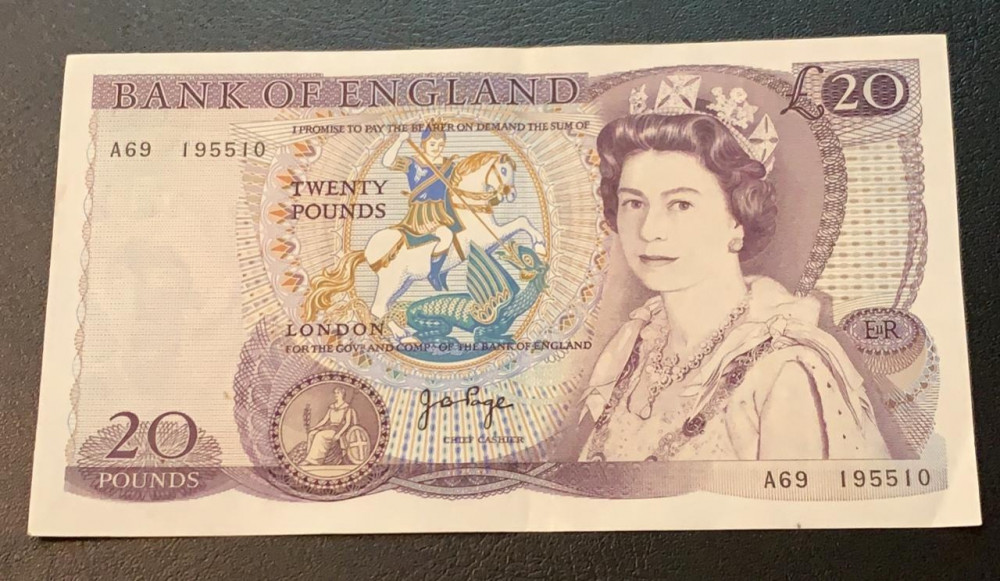 BANK OF ENGLAND
£20
I PROMISE TO PAY THE BEARER ON DEMAND THE SUM OF
A69 195510
TWENTY
POUNDS
LONDON
FOR THE GOVR AND COMPA OF THE BANK OF ENGLAND
EIIR
J B Page
CHIEF CASHIER
20
POUNDS
A69 195510